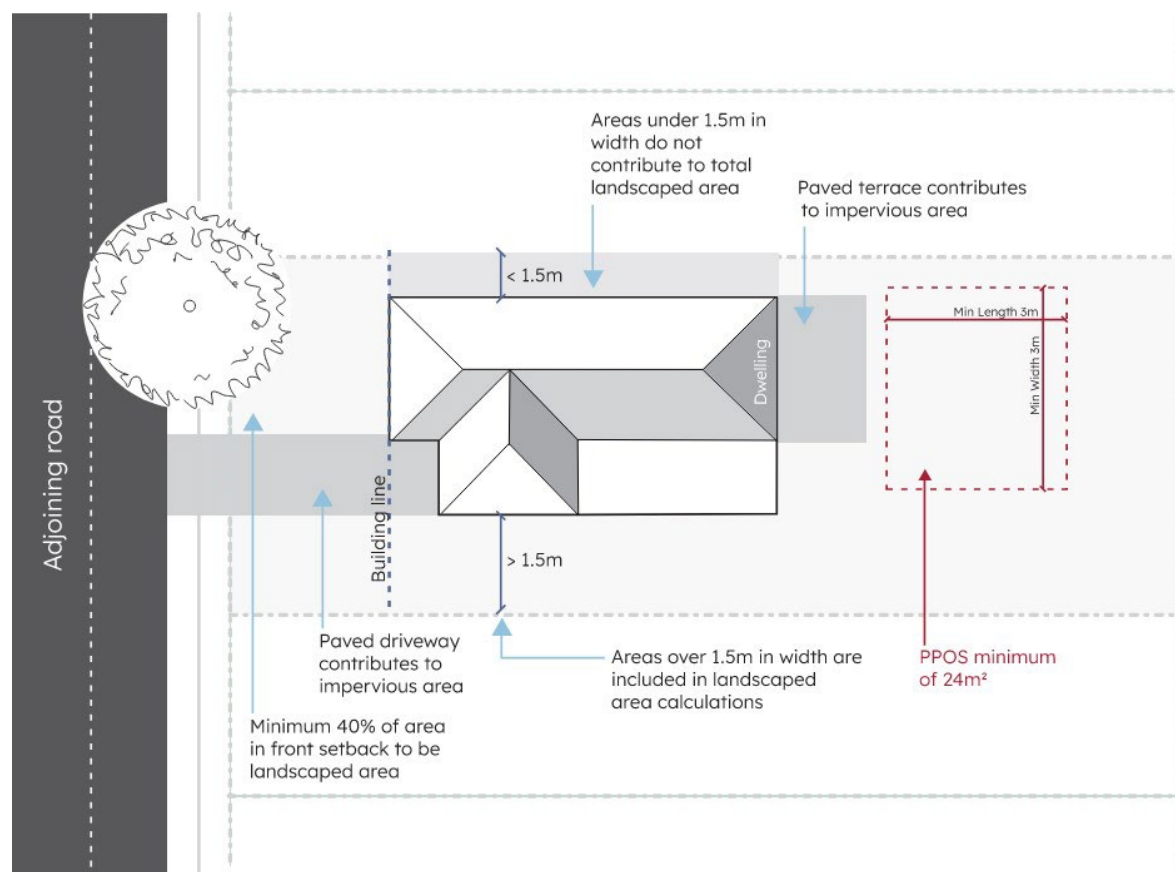 Areas under 1.5m in
width do not
contribute to total
landscaped area
Paved terrace contributes
to impervious area
< 1.5m
Min Length 3m
Min Width 3m
Dwelling
Adjoining road
Building line
> 1.5m
Paved driveway
contributes to
impervious area
Areas over 1.5m in width are
included in landscaped
area calculations
PPOS minimum
of 24m²
Minimum 40% of area
in front setback to be
landscaped area